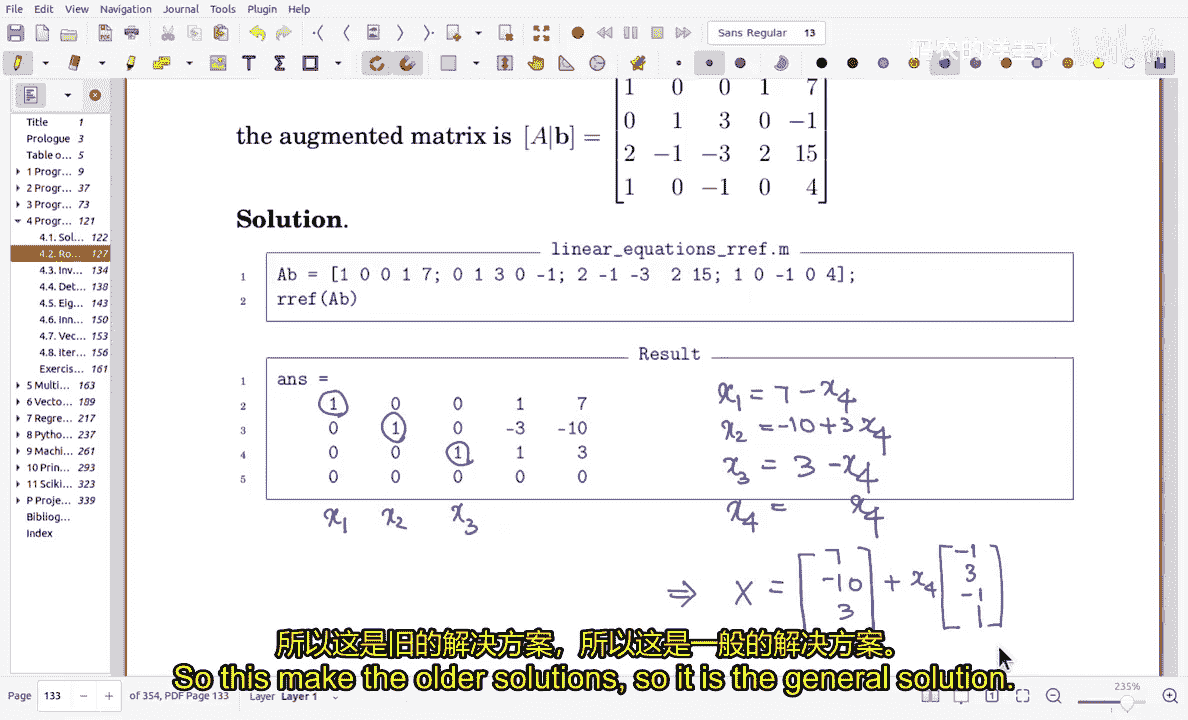 File Edit View Navigation Journal Tools Plugin Help
Sans Regular 13
Title 1
Prologue 3
Table o... 5
1 Progr... 9
2 Progr... 37
3 Progr... 73
4 Progr... 121
4.1. Sol... 122
4.2. Ro... 127
4.3. Inv... 134
4.4. Det... 138
4.5. Eig... 143
4.6. Inn... 150
4.7. Vec... 153
4.8. Iter... 156
Exercis... 161
5 Multi... 163
6 Vecto... 189
7 Regre... 217
8 Pytho... 237
9 Machi... 261
10 Prin... 293
11 Sciki... 323
P Proje... 339
Bibliog...
Index
1 0 0 1 7
0 1 3 0 −1
the augmented matrix is [A|b] =
2 −1 −3 2 15
1 0 −1 0 4
Solution.
linear_equations_rref.m
1 Ab = [1 0 0 1 7; 0 1 3 0 -1; 2 -1 -3 2 15; 1 0 -1 0 4];
2 rref(Ab)
Result
1 ans =
2 1 0 0 1 7
3 0 1 0 -3 -10
4 0 0 1 1 3
5 0 0 0 0 0
x1 = 7 - x4
x2 = -10 + 3x4
x3 = 3 - x4
x4 = x4
x1 x2 x3
⇒ X = [7 -10 3] + x4 [-1 3 -1 1]
所以这是旧的解决方案，所以这是一般的解决方案。
So this make the older solutions, so it is the general solution.
Page 133 of 354, PDF Page 133 Layer Layer 1
235%